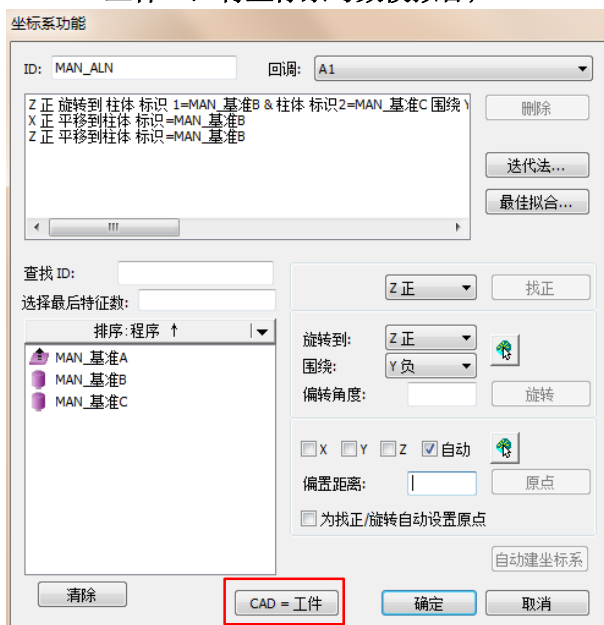 坐标系功能
ID: MAN_ALN 回调: A1
Z 正 旋转到 柱体 标识 1=MAN_基准B & 柱体 标识2=MAN_基准C 围绕
X 正 平移到柱体 标识=MAN_基准B
Z 正 平移到柱体 标识=MAN_基准B
删除
迭代法...
最佳拟合...
查找 ID:
选择最后特征数:
排序:程序 ↑
MAN_基准A
MAN_基准B
MAN_基准C
Z 正 找正
旋转到: Z 正
围绕: Y 负
偏转角度: 旋转
X Y Z 自动
偏置距离: 原点
为找正/旋转自动设置原点
自动建坐标系
清除 CAD = 工件 确定 取消